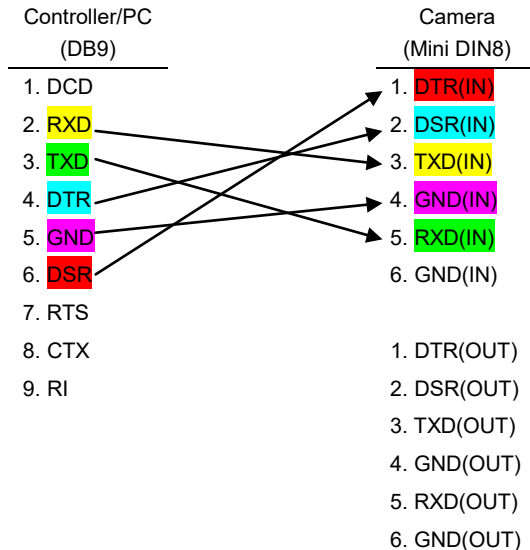 Controller/PC
(DB9)
1. DCD
2. RXD
3. TXD
4. DTR
5. GND
6. DSR
7. RTS
8. CTX
9. RI
Camera
(Mini DIN8)
1. DTR(IN)
2. DSR(IN)
3. TXD(IN)
4. GND(IN)
5. RXD(IN)
6. GND(IN)
1. DTR(OUT)
2. DSR(OUT)
3. TXD(OUT)
4. GND(OUT)
5. RXD(OUT)
6. GND(OUT)